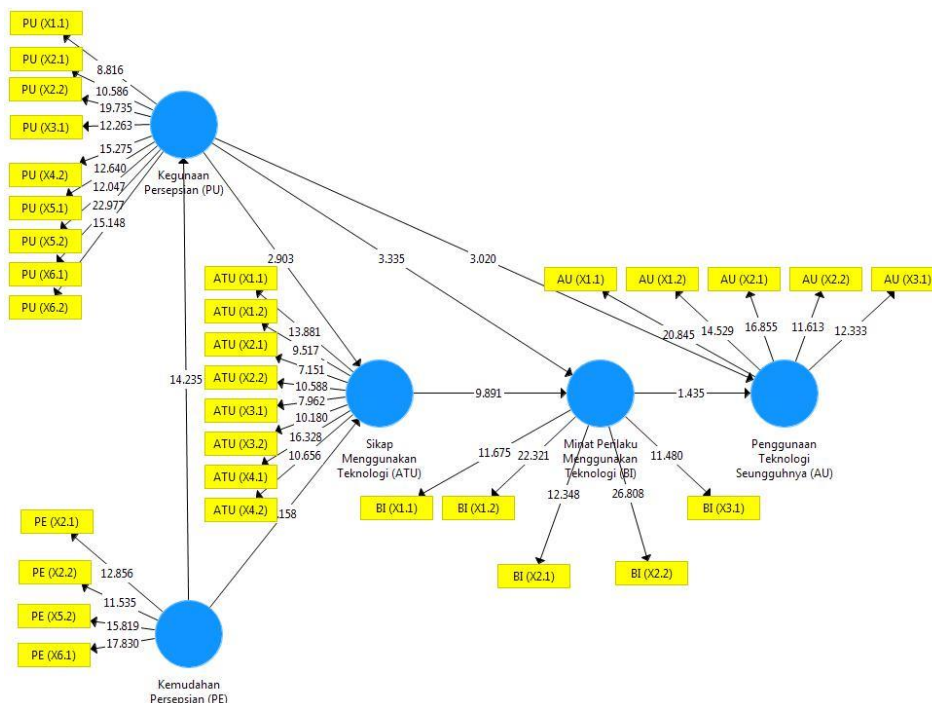 PU (X1.1)
PU (X2.1)
PU (X2.2)
PU (X3.1)
PU (X4.2)
PU (X5.1)
PU (X5.2)
PU (X6.1)
PU (X6.2)
8.816
10.586
19.735
12.263
15.275
12.640
12.047
22.977
15.148
Kegunaan
Persepsian (PU)
14.235
2.903
3.335
3.020
ATU (X1.1)
ATU (X1.2)
ATU (X2.1)
ATU (X2.2)
ATU (X3.1)
ATU (X3.2)
ATU (X4.1)
ATU (X4.2)
13.881
9.517
7.151
10.588
7.962
10.180
16.328
10.656
Sikap
Menggunakan
Teknologi (ATU)
9.891
AU (X1.1)
AU (X1.2)
AU (X2.1)
AU (X2.2)
AU (X3.1)
20.845
14.529
16.855
11.613
12.333
Minat Perilaku
Menggunakan
Teknologi (BI)
1.435
Penggunaan
Teknologi
Seungguhnya (AU)
11.675
22.321
12.348
26.808
11.480
BI (X1.1)
BI (X1.2)
BI (X2.1)
BI (X2.2)
BI (X3.1)
.158
PE (X2.1)
PE (X2.2)
PE (X5.2)
PE (X6.1)
12.856
11.535
15.819
17.830
Kemudahan
Persepsian (PE)